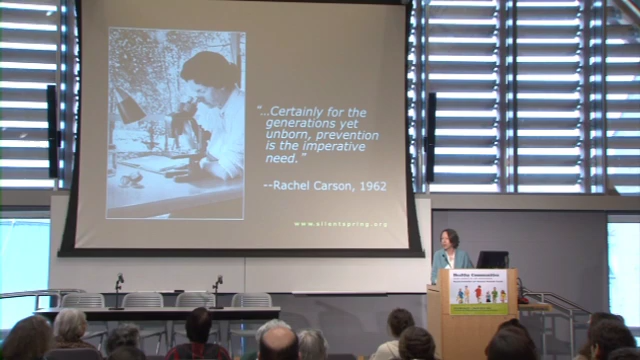 "...Certainly for the
generations yet
unborn, prevention
is the imperative
need."
--Rachel Carson, 1962
www.silentspring.org
Healthy Communities